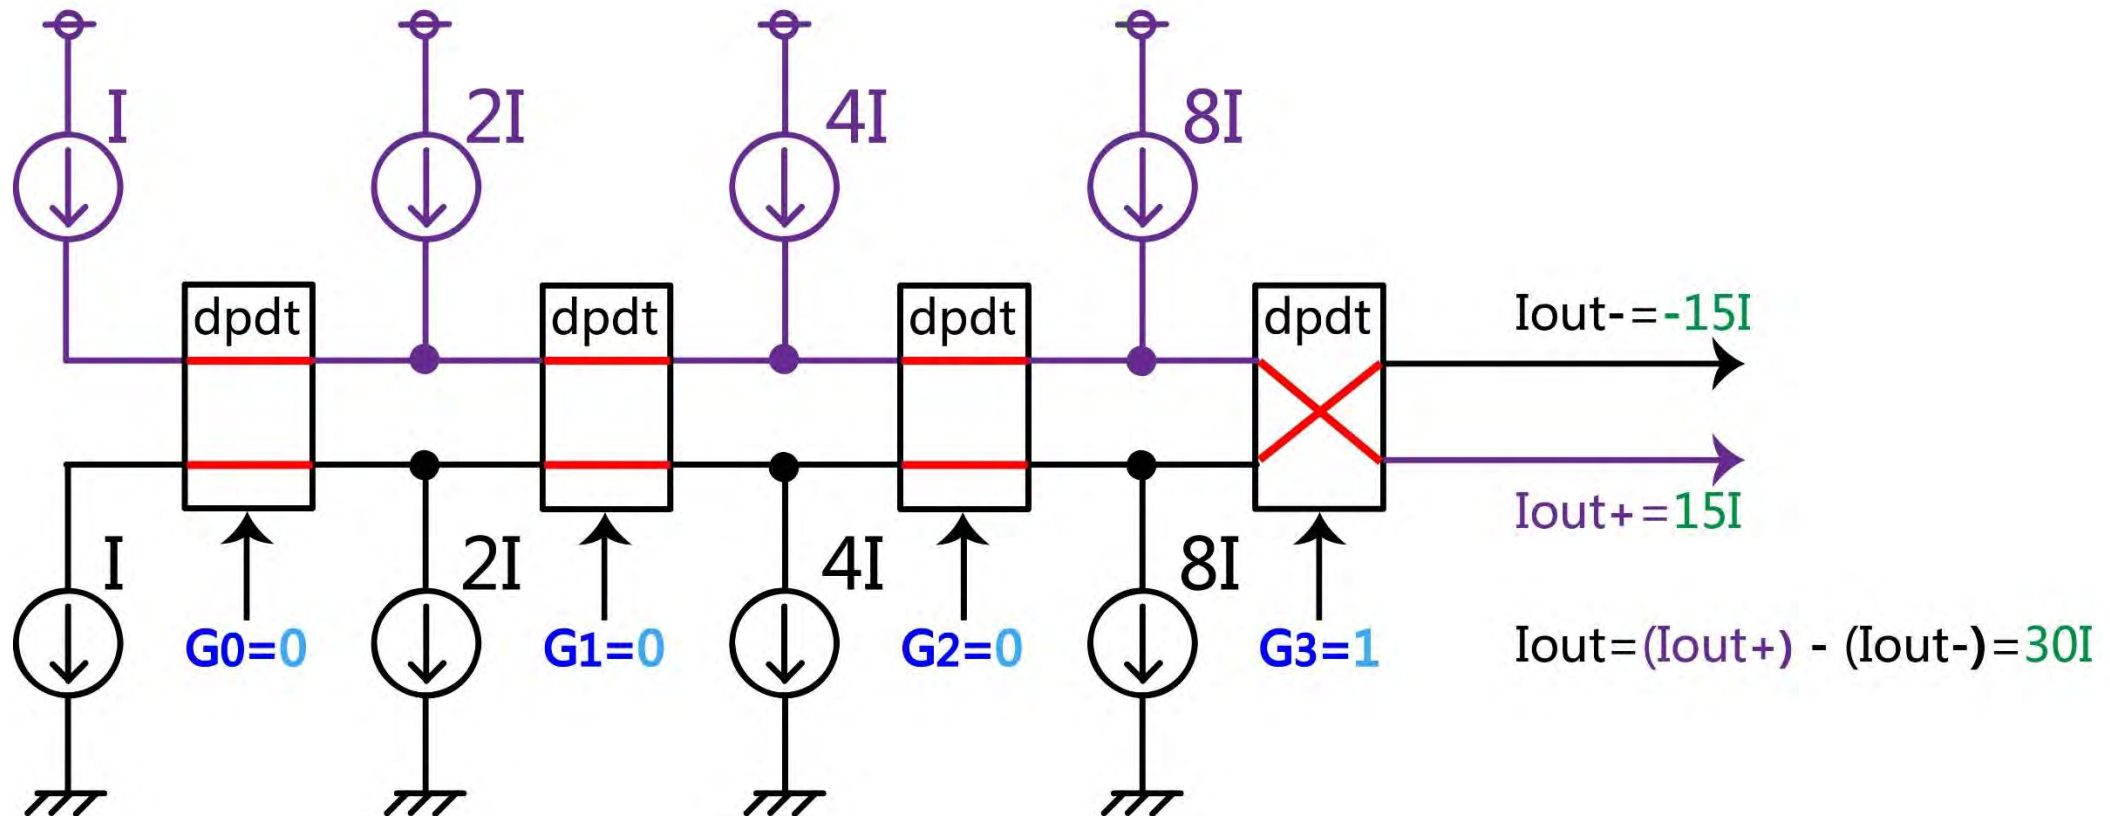 I
2I
4I
8I
dpdt
dpdt
dpdt
dpdt
Iout-=-15I
Iout+=15I
I
2I
4I
8I
G0=0
G1=0
G2=0
G3=1
Iout=(Iout+) - (Iout-)=30I